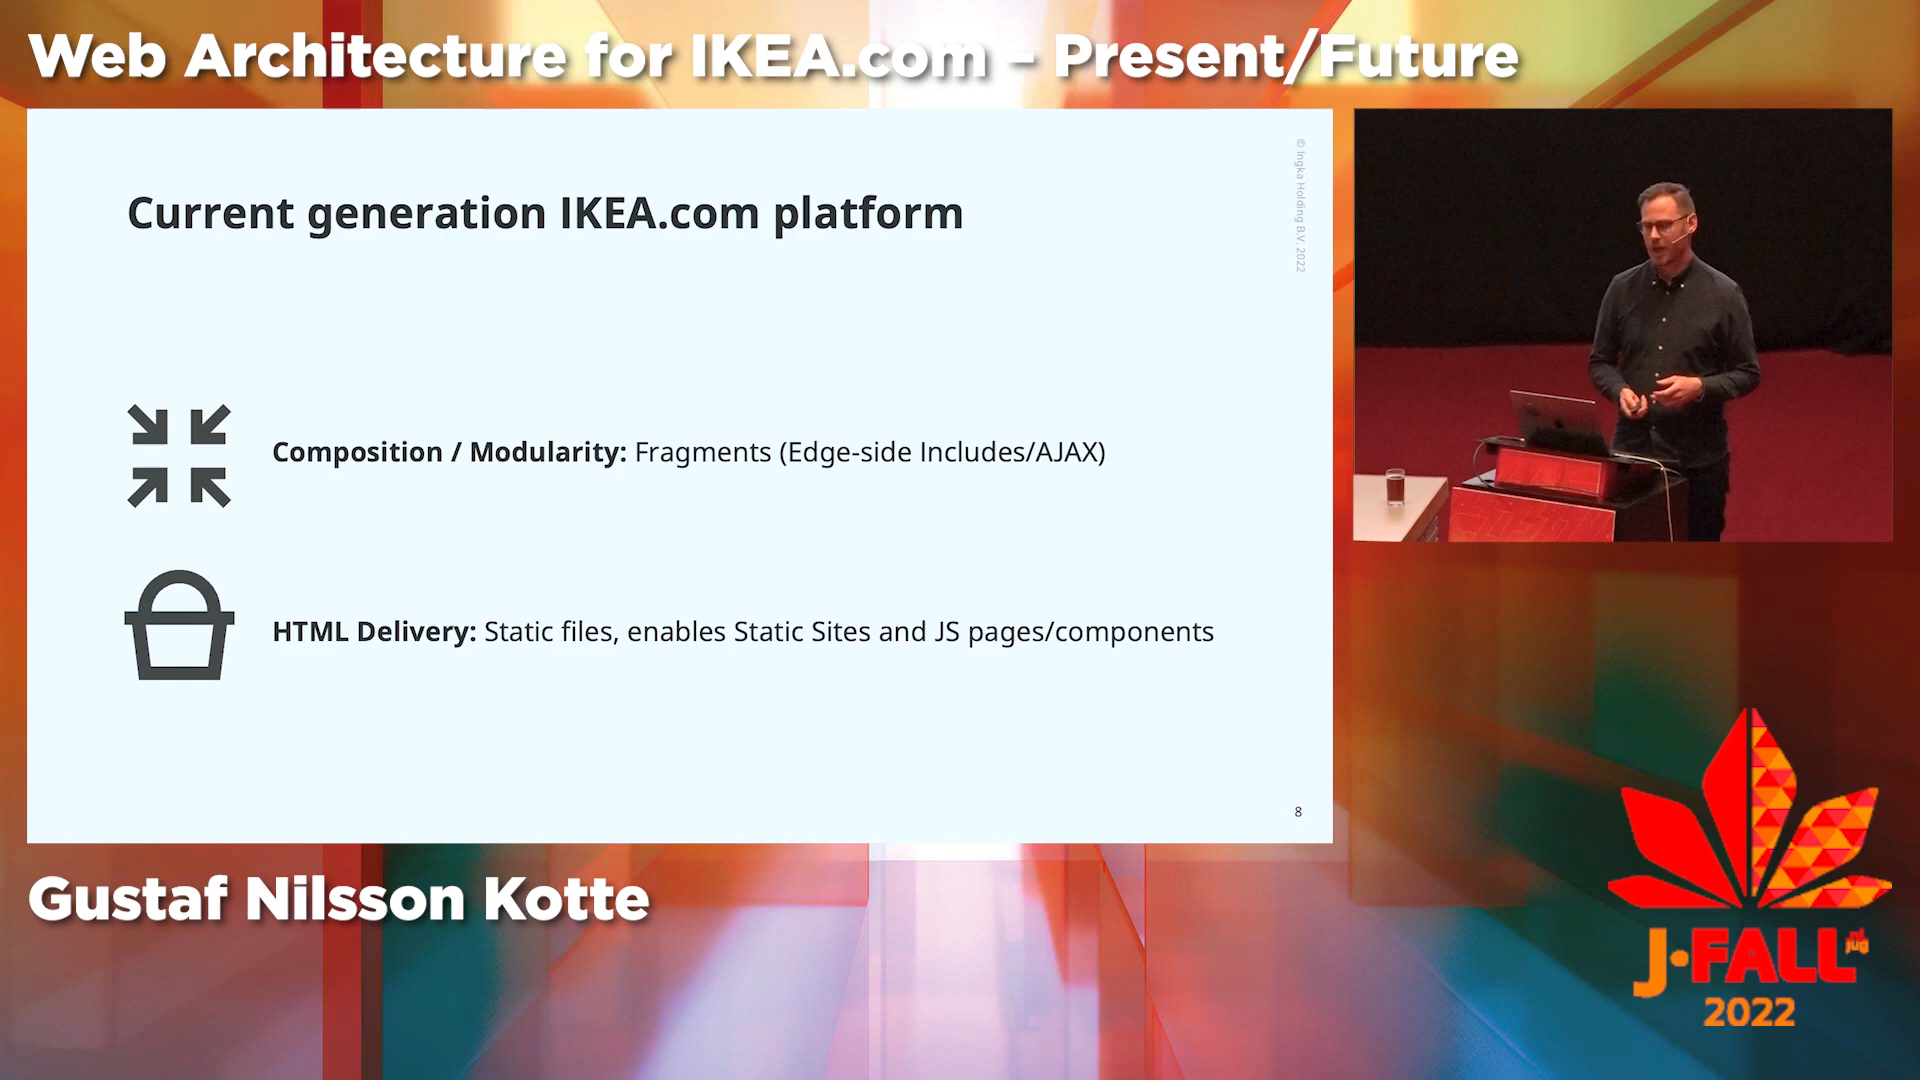 Web Architecture for IKEA.com – Present/Future
© Ingka Holding B.V. 2022
Current generation IKEA.com platform
Composition / Modularity: Fragments (Edge-side Includes/AJAX)
HTML Delivery: Static files, enables Static Sites and JS pages/components
8
Gustaf Nilsson Kotte
J•FALL
nl
jug
2022